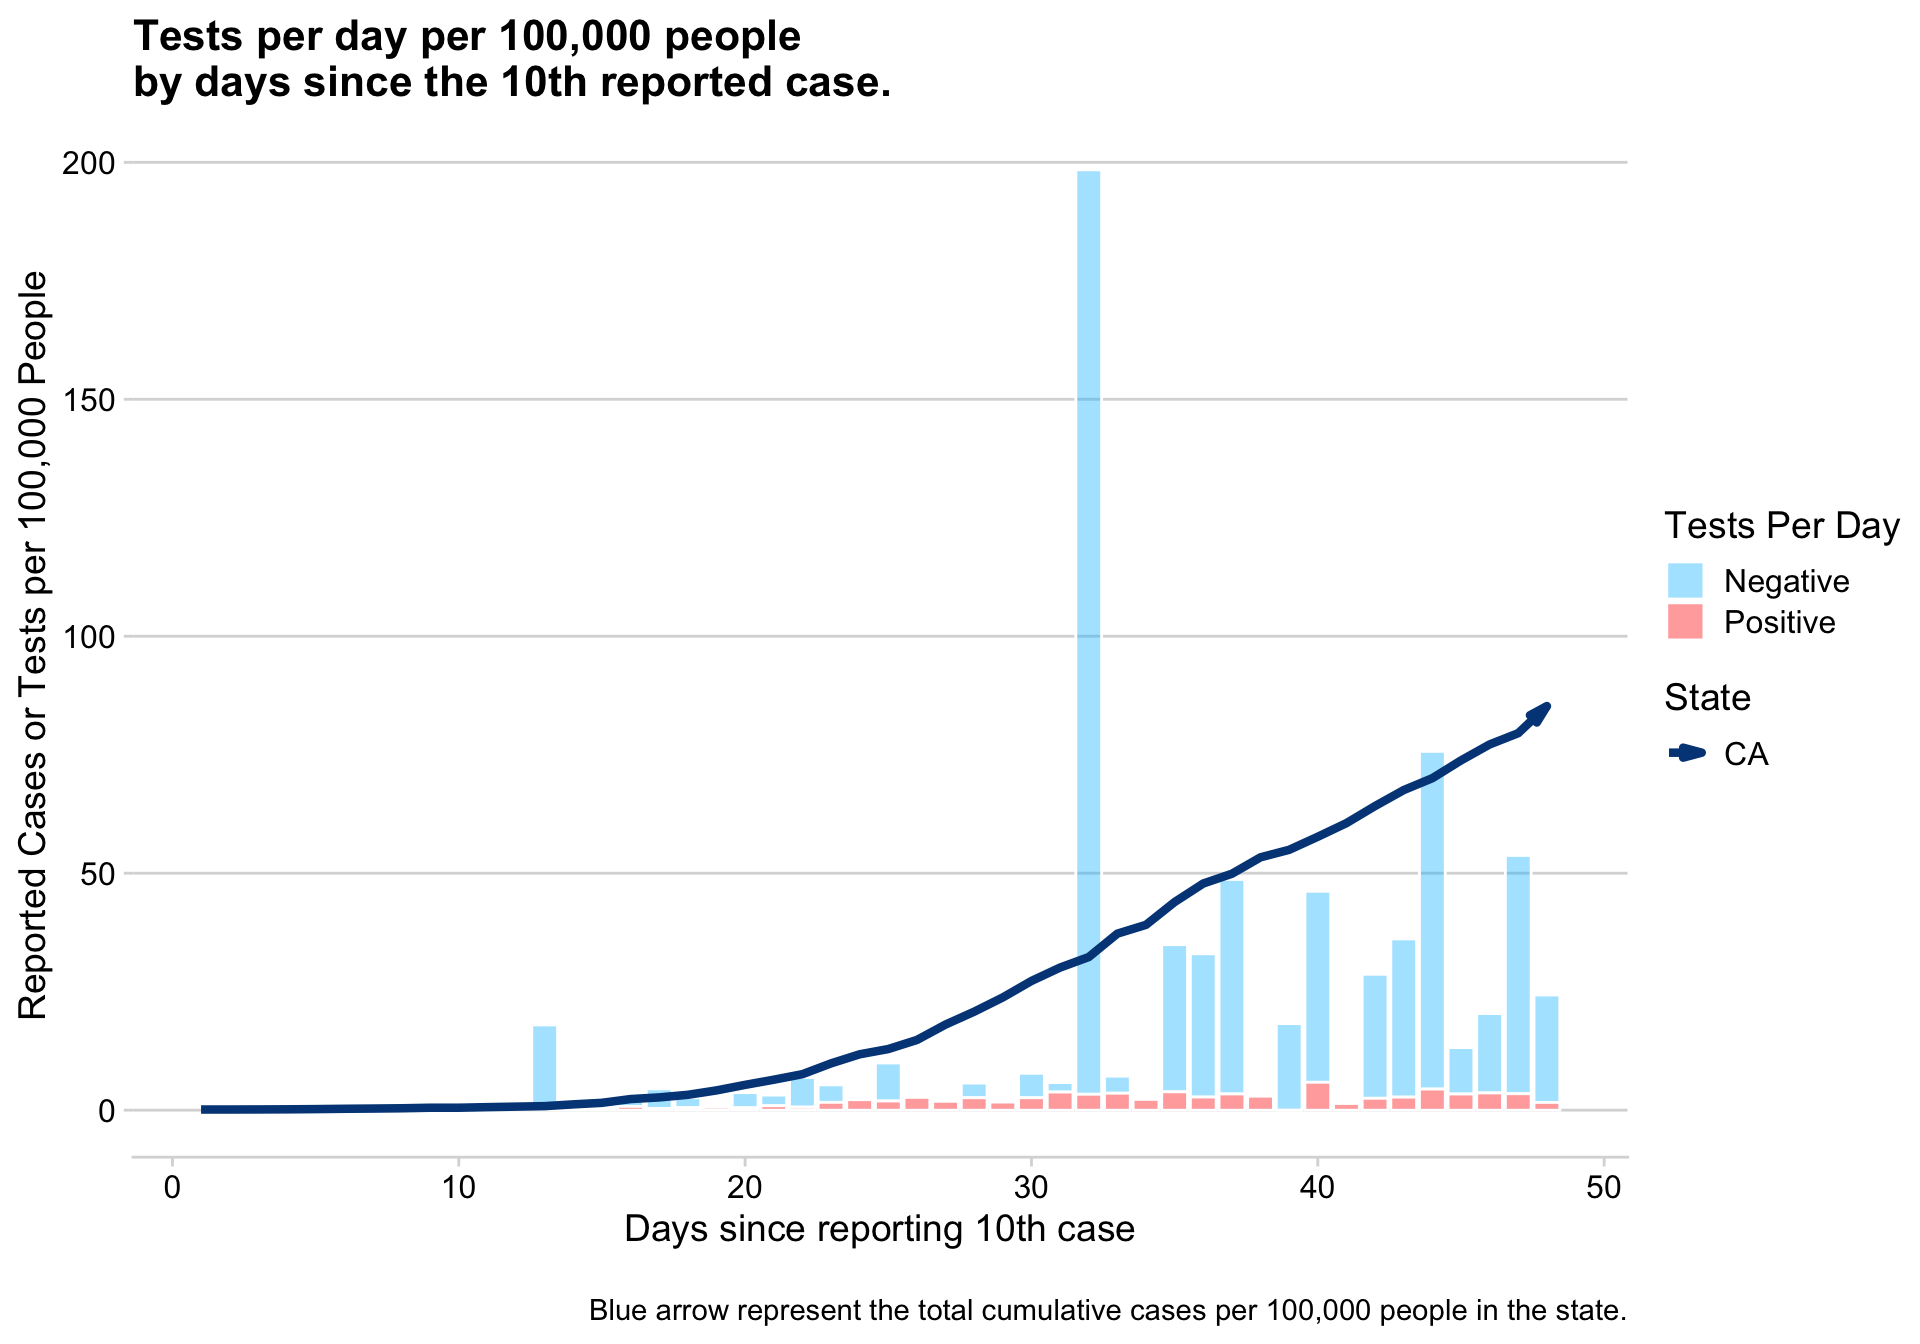 Tests per day per 100,000 people
by days since the 10th reported case.
Reported Cases or Tests per 100,000 People
200
150
100
50
0
0
10
20
30
40
50
Days since reporting 10th case
Tests Per Day
Negative
Positive
State
CA
Blue arrow represent the total cumulative cases per 100,000 people in the state.